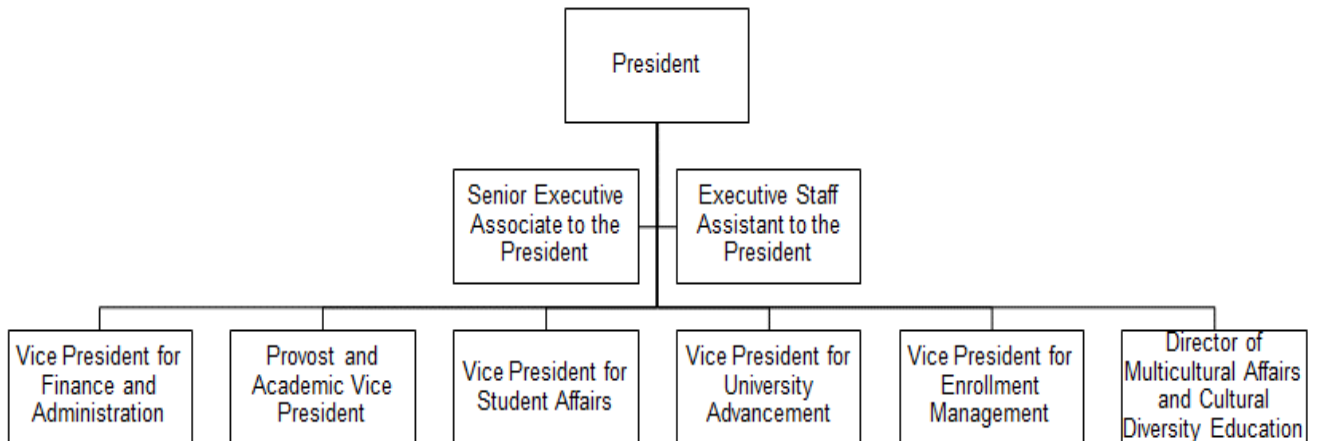 President
Senior Executive
Associate to the
President
Executive Staff
Assistant to the
President
Vice President for
Finance and
Administration
Provost and
Academic Vice
President
Vice President for
Student Affairs
Vice President for
University
Advancement
Vice President for
Enrollment
Management
Director of
Multicultural Affairs
and Cultural
Diversity Education